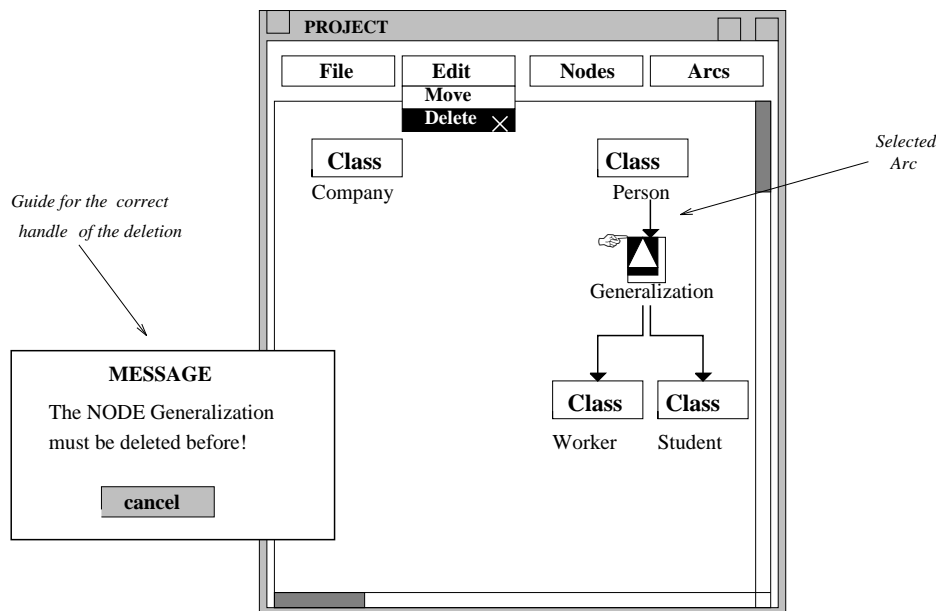 PROJECT
File Edit Nodes Arcs
Move
Delete
Class Class
Company Person
Selected
Arc
Guide for the correct
handle of the deletion
Generalization
MESSAGE
The NODE Generalization
must be deleted before!
cancel
Class Class
Worker Student